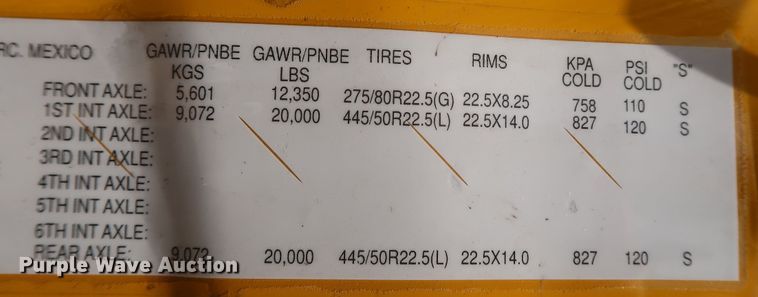 RC. MEXICO GAWR/PNBE KGS GAWR/PNBE LBS TIRES RIMS KPA COLD PSI COLD "S"
FRONT AXLE: 5,601 12,350 275/80R22.5(G) 22.5X8.25 758 110 S
1ST INT AXLE: 9,072 20,000 445/50R22.5(L) 22.5X14.0 827 120 S
2ND INT AXLE:
3RD INT AXLE:
4TH INT AXLE:
5TH INT AXLE:
6TH INT AXLE:
REAR AXLE: 9,072 20,000 445/50R22.5(L) 22.5X14.0 827 120 S
Purple Wave Auction